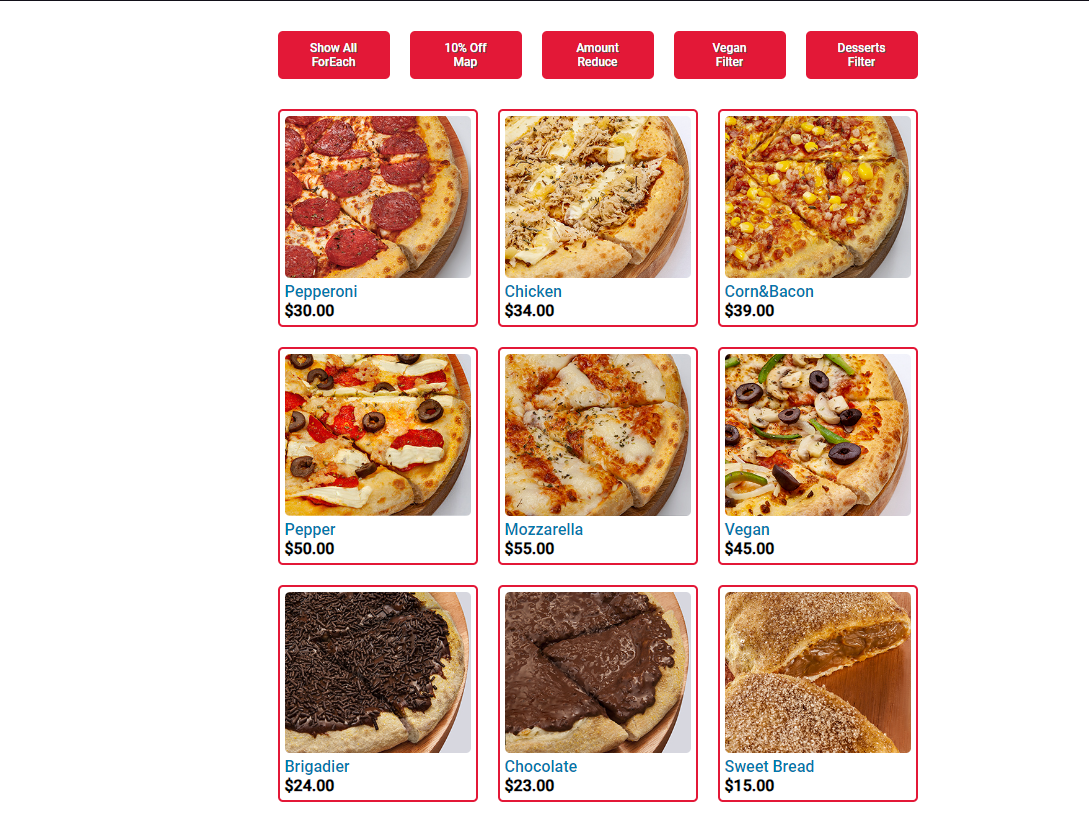 Show All
ForEach
10% Off
Map
Amount
Reduce
Vegan
Filter
Desserts
Filter
Pepperoni
$30.00
Chicken
$34.00
Corn&Bacon
$39.00
Pepper
$50.00
Mozzarella
$55.00
Vegan
$45.00
Brigadier
$24.00
Chocolate
$23.00
Sweet Bread
$15.00